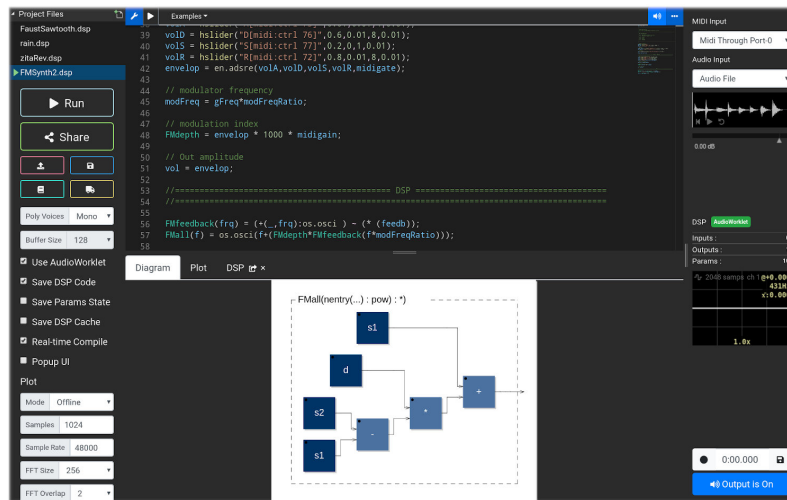 Project Files
FaustSawtooth.dsp
rain.dsp
zitaRev.dsp
FMSynth2.dsp
Run
Share
Poly Voices Mono
Buffer Size 128
Use AudioWorklet
Save DSP Code
Save Params State
Save DSP Cache
Real-time Compile
Popup UI
Plot
Mode Offline
Samples 1024
Sample Rate 48000
FFT Size 256
FFT Overlap 2
Examples
39 volD = hslider("D[midi:ctrl 76]",0.6,0.01,8,0.01);
40 volS = hslider("S[midi:ctrl 77]",0.2,0,1,0.01);
41 volR = hslider("R[midi:ctrl 72]",0.8,0.01,8,0.01);
42 envelop = en.adsre(volA,volD,volS,volR,midigate);
43
44 // modulator frequency
45 modFreq = gFreq*modFreqRatio;
46
47 // modulation index
48 FMdepth = envelop * 1000 * midigain;
49
50 // Out amplitude
51 vol = envelop;
52
53 //========================================== DSP =====================================
54 //===================================================================================
55
56 FMfeedback(frq) = (+(_,frq):os.osci ) ~ (* (feedb));
57 FMall(f) = os.osci(f+(FMdepth*FMfeedback(f*modFreqRatio)));
58
Diagram Plot DSP ×
FMall(nentry(...) : pow) : *)
s1
d
s2
s1
-
*
+
MIDI Input
Midi Through Port-0
Audio Input
Audio File
0.00 dB
DSP AudioWorklet
Inputs :
Outputs :
Params :
2048 samps ch 1 @+0.00
431H
x̄:0.00
1.0x
0:00.000
Output is On